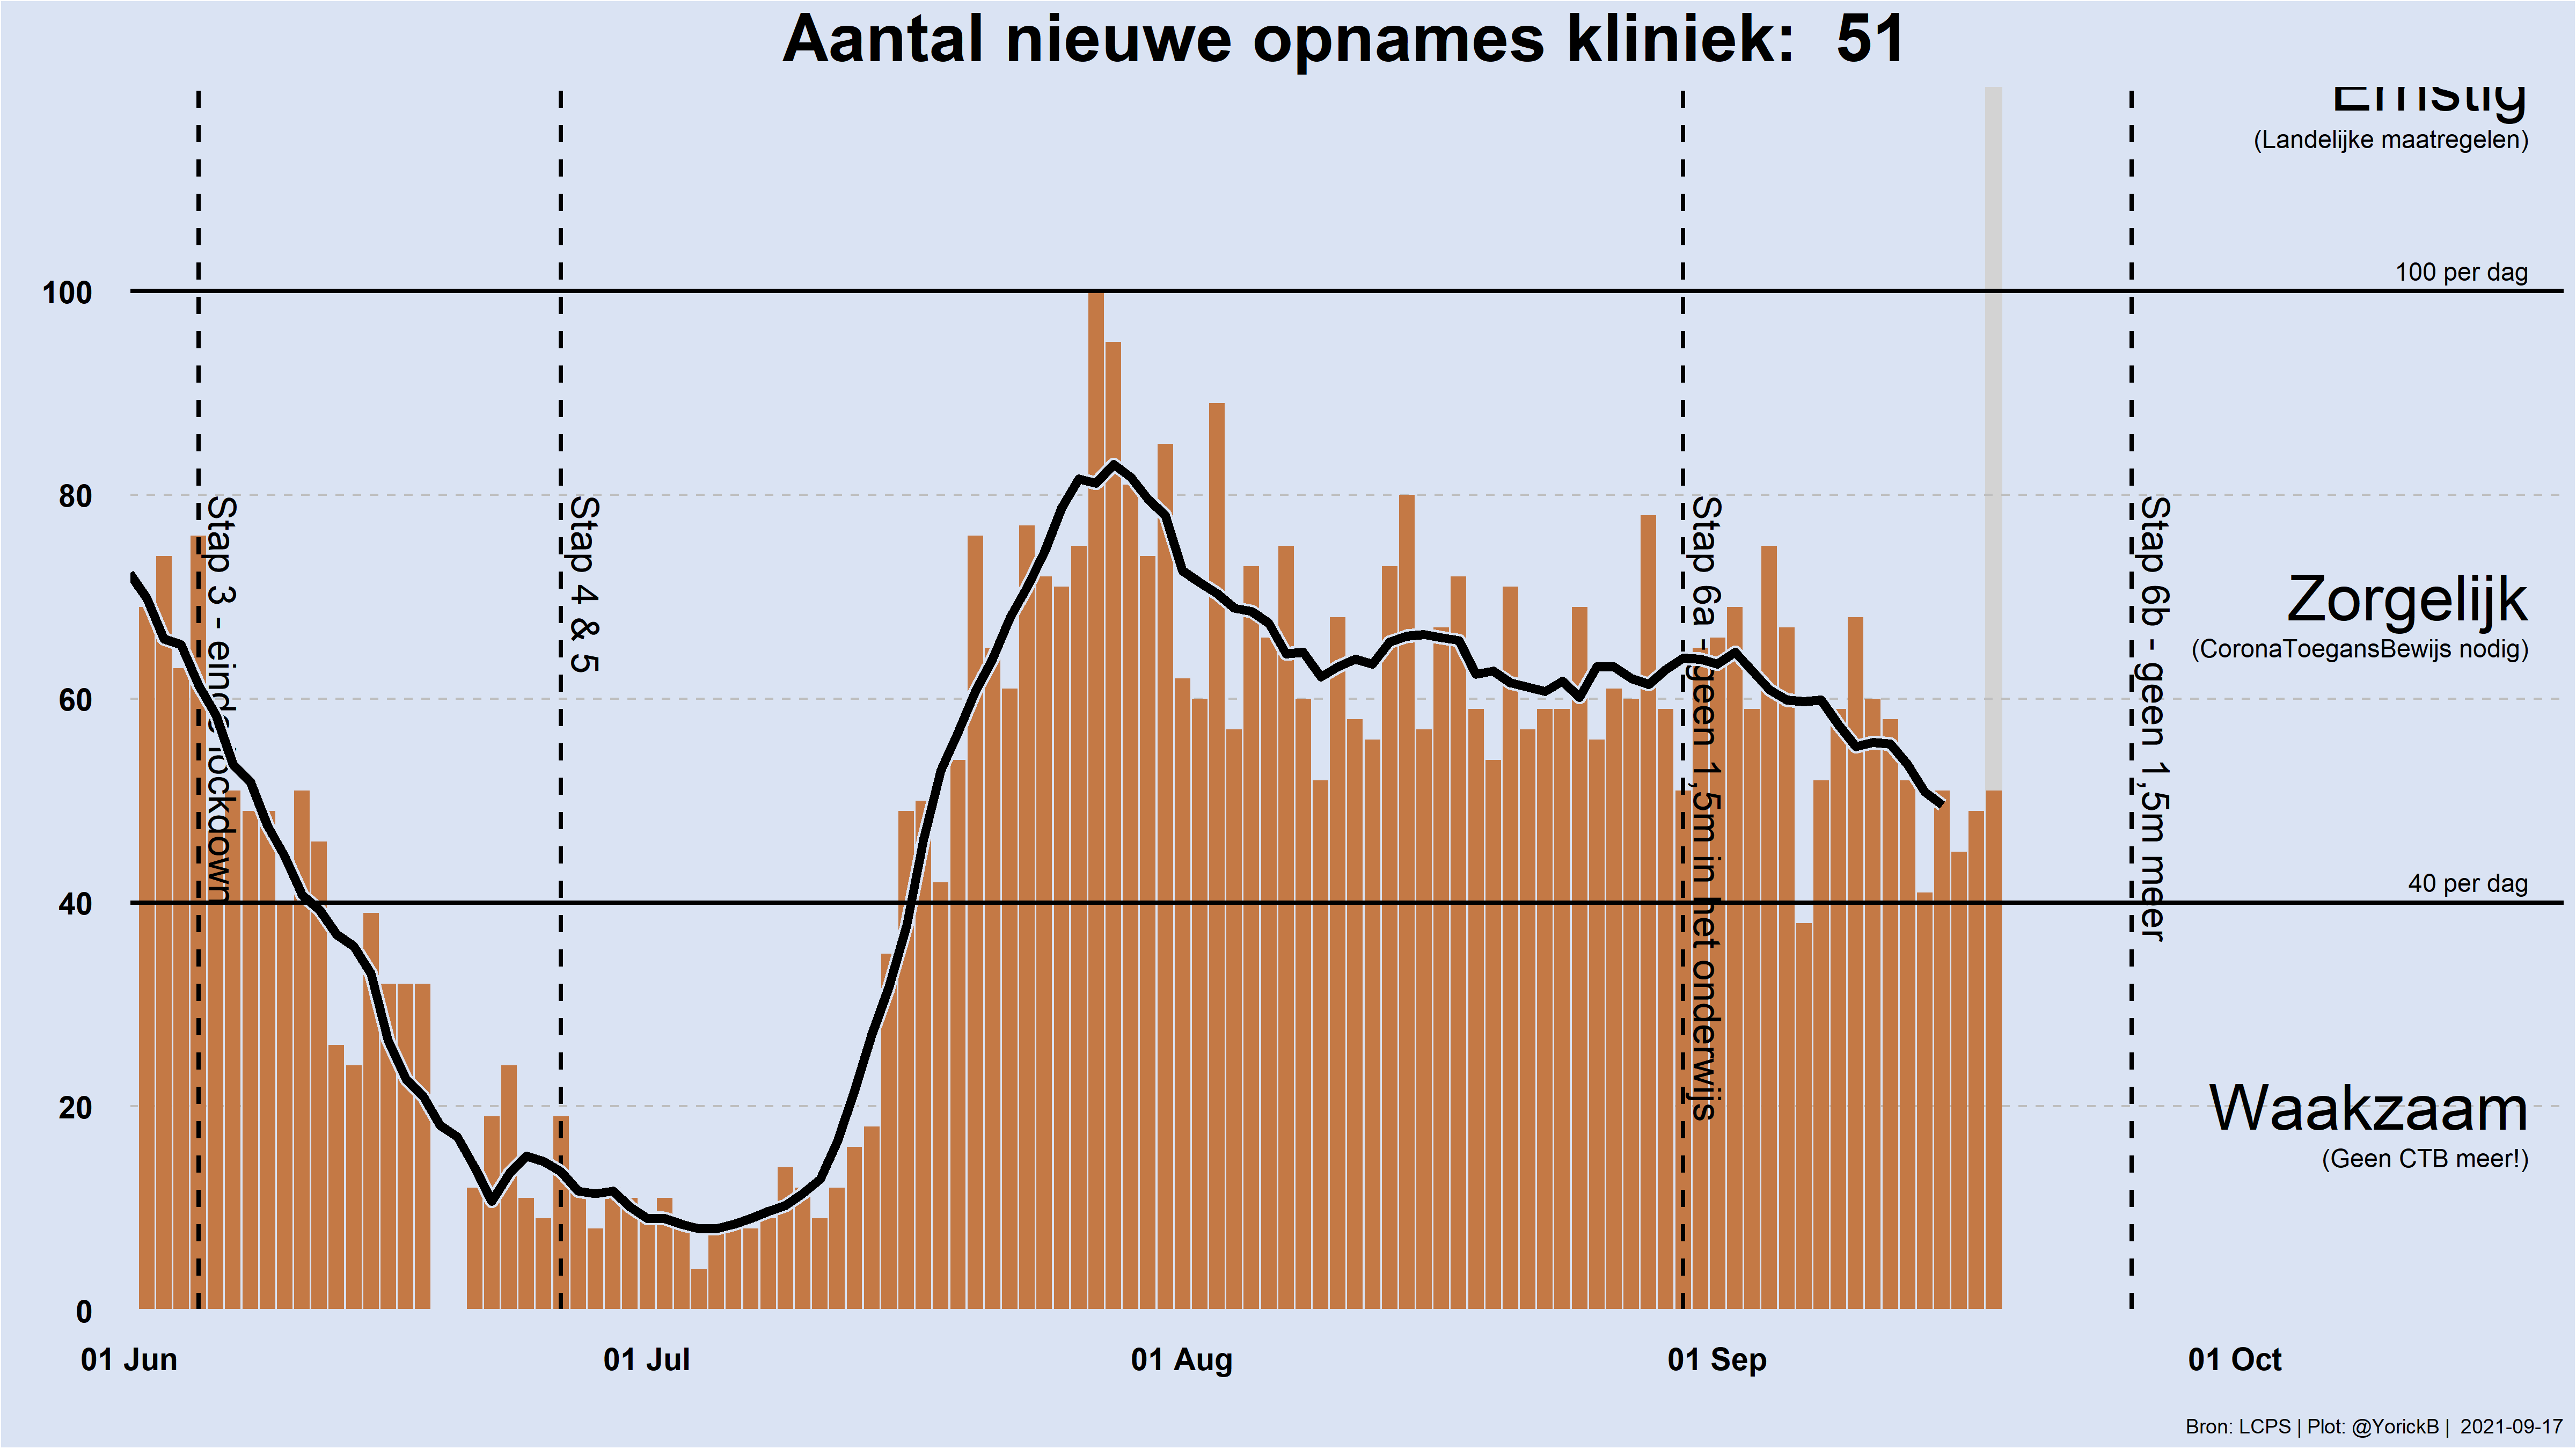 Aantal nieuwe opnames kliniek:  51
Ernstig
(Landelijke maatregelen)
100 per dag
100
80
60
40
20
0
Stap 3 - einde lockdown
Stap 4 & 5
Stap 6a - geen 1,5m in het onderwijs
Stap 6b - geen 1,5m meer
Zorgelijk
(CoronaToegansBewijs nodig)
40 per dag
Waakzaam
(Geen CTB meer!)
01 Jun
01 Jul
01 Aug
01 Sep
01 Oct
Bron: LCPS | Plot: @YorickB |  2021-09-17